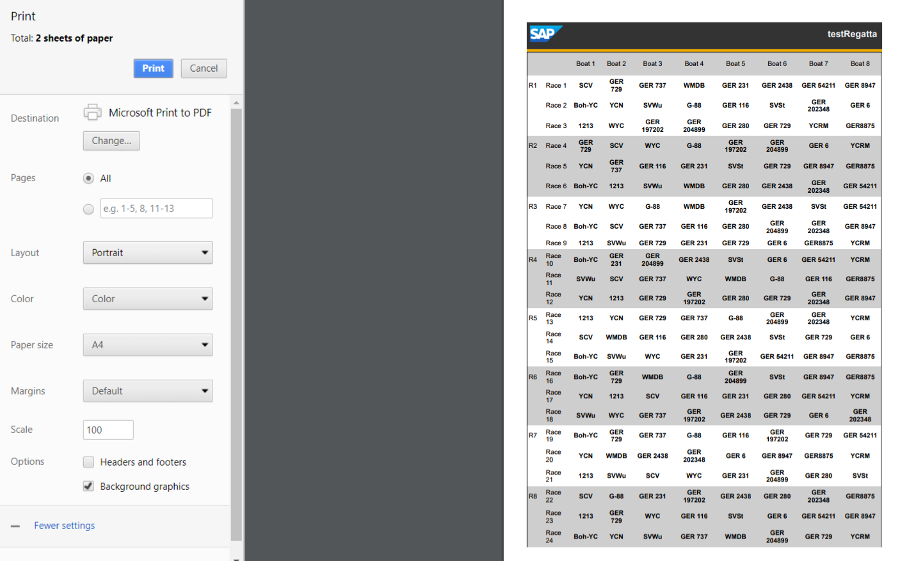 Print
Total: 2 sheets of paper
Print Cancel
Destination Microsoft Print to PDF
Change...
Pages All
e.g. 1-5, 8, 11-13
Layout Portrait
Color Color
Paper size A4
Margins Default
Scale 100
Options Headers and footers
Background graphics
Fewer settings
SAP testRegatta
Boat 1 Boat 2 Boat 3 Boat 4 Boat 5 Boat 6 Boat 7 Boat 8
R1 Race 1 SCV GER 729 GER 737 WMDB GER 231 GER 2438 GER 54211 GER 8947
Race 2 Boh-YC YCN SVWu G-88 GER 116 SVSt GER 202348 GER 6
Race 3 1213 WYC GER 197202 GER 204899 GER 280 GER 729 YCRM GER8875
R2 Race 4 GER 729 SCV WYC G-88 GER 197202 GER 204899 GER 6 YCRM
Race 5 YCN GER 737 GER 116 GER 231 SVSt GER 729 GER 8947 GER8875
Race 6 Boh-YC 1213 SVWu WMDB GER 280 GER 2438 GER 202348 GER 54211
R3 Race 7 YCN WYC G-88 WMDB GER 197202 GER 2438 SVSt GER 54211
Race 8 Boh-YC SCV GER 737 GER 116 GER 280 GER 204899 GER 202348 GER 8947
Race 9 1213 SVWu GER 729 GER 231 GER 729 GER 6 GER8875 YCRM
R4 Race 10 Boh-YC GER 231 GER 204899 GER 2438 SVSt GER 6 GER 54211 YCRM
Race 11 SVWu SCV GER 737 WYC WMDB G-88 GER 116 GER8875
Race 12 YCN 1213 GER 729 GER 197202 GER 280 GER 729 GER 202348 GER 8947
R5 Race 13 1213 YCN GER 729 GER 737 G-88 GER 204899 GER 202348 YCRM
Race 14 SCV WMDB GER 116 GER 280 GER 2438 SVSt GER 729 GER 6
Race 15 Boh-YC SVWu WYC GER 231 GER 197202 GER 54211 GER 8947 GER8875
R6 Race 16 Boh-YC GER 729 WMDB G-88 GER 204899 SVSt GER 8947 GER8875
Race 17 YCN 1213 SCV GER 116 GER 231 GER 280 GER 54211 YCRM
Race 18 SVWu WYC GER 737 GER 197202 GER 2438 GER 729 GER 6 GER 202348
R7 Race 19 Boh-YC GER 729 GER 737 G-88 GER 116 GER 197202 GER 729 GER 54211
Race 20 YCN WMDB GER 2438 GER 202348 GER 6 GER 8947 GER8875 YCRM
Race 21 1213 SVWu SCV WYC GER 231 GER 204899 GER 280 SVSt
R8 Race 22 SCV G-88 GER 231 GER 197202 GER 2438 GER 280 GER 202348 GER8875
Race 23 1213 GER 729 WYC GER 116 SVSt GER 6 GER 54211 GER 8947
Race 24 Boh-YC YCN SVWu GER 737 WMDB GER 204899 GER 729 YCRM